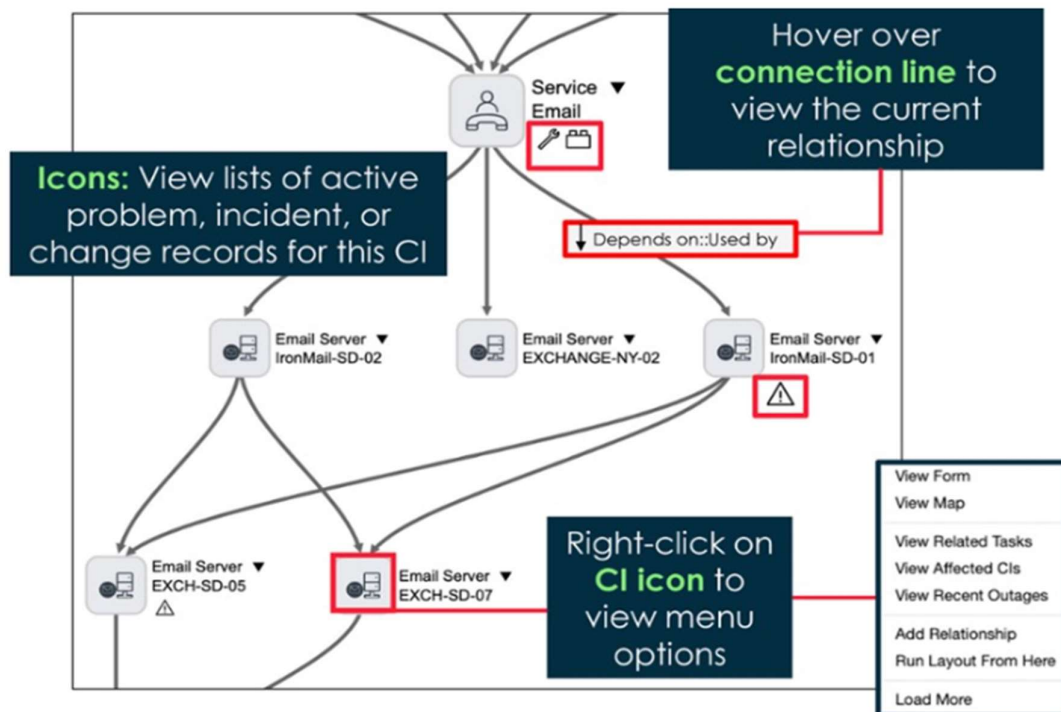 Service ▼
Email
Hover over
connection line to
view the current
relationship
Icons: View lists of active
problem, incident, or
change records for this CI
Depends on::Used by
Email Server ▼
IronMail-SD-02
Email Server ▼
EXCHANGE-NY-02
Email Server ▼
IronMail-SD-01
Email Server ▼
EXCH-SD-05
Email Server ▼
EXCH-SD-07
Right-click on
CI icon to
view menu
options
View Form
View Map
View Related Tasks
View Affected CIs
View Recent Outages
Add Relationship
Run Layout From Here
Load More